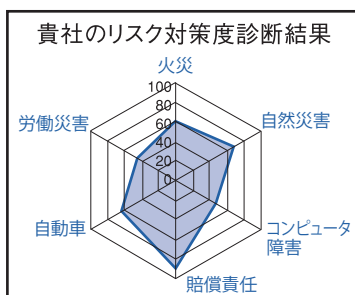 貴社のリスク対策度診断結果
火災
100
80
60
40
20
0
自然災害
コンピュータ
障害
賠償責任
自動車
労働災害